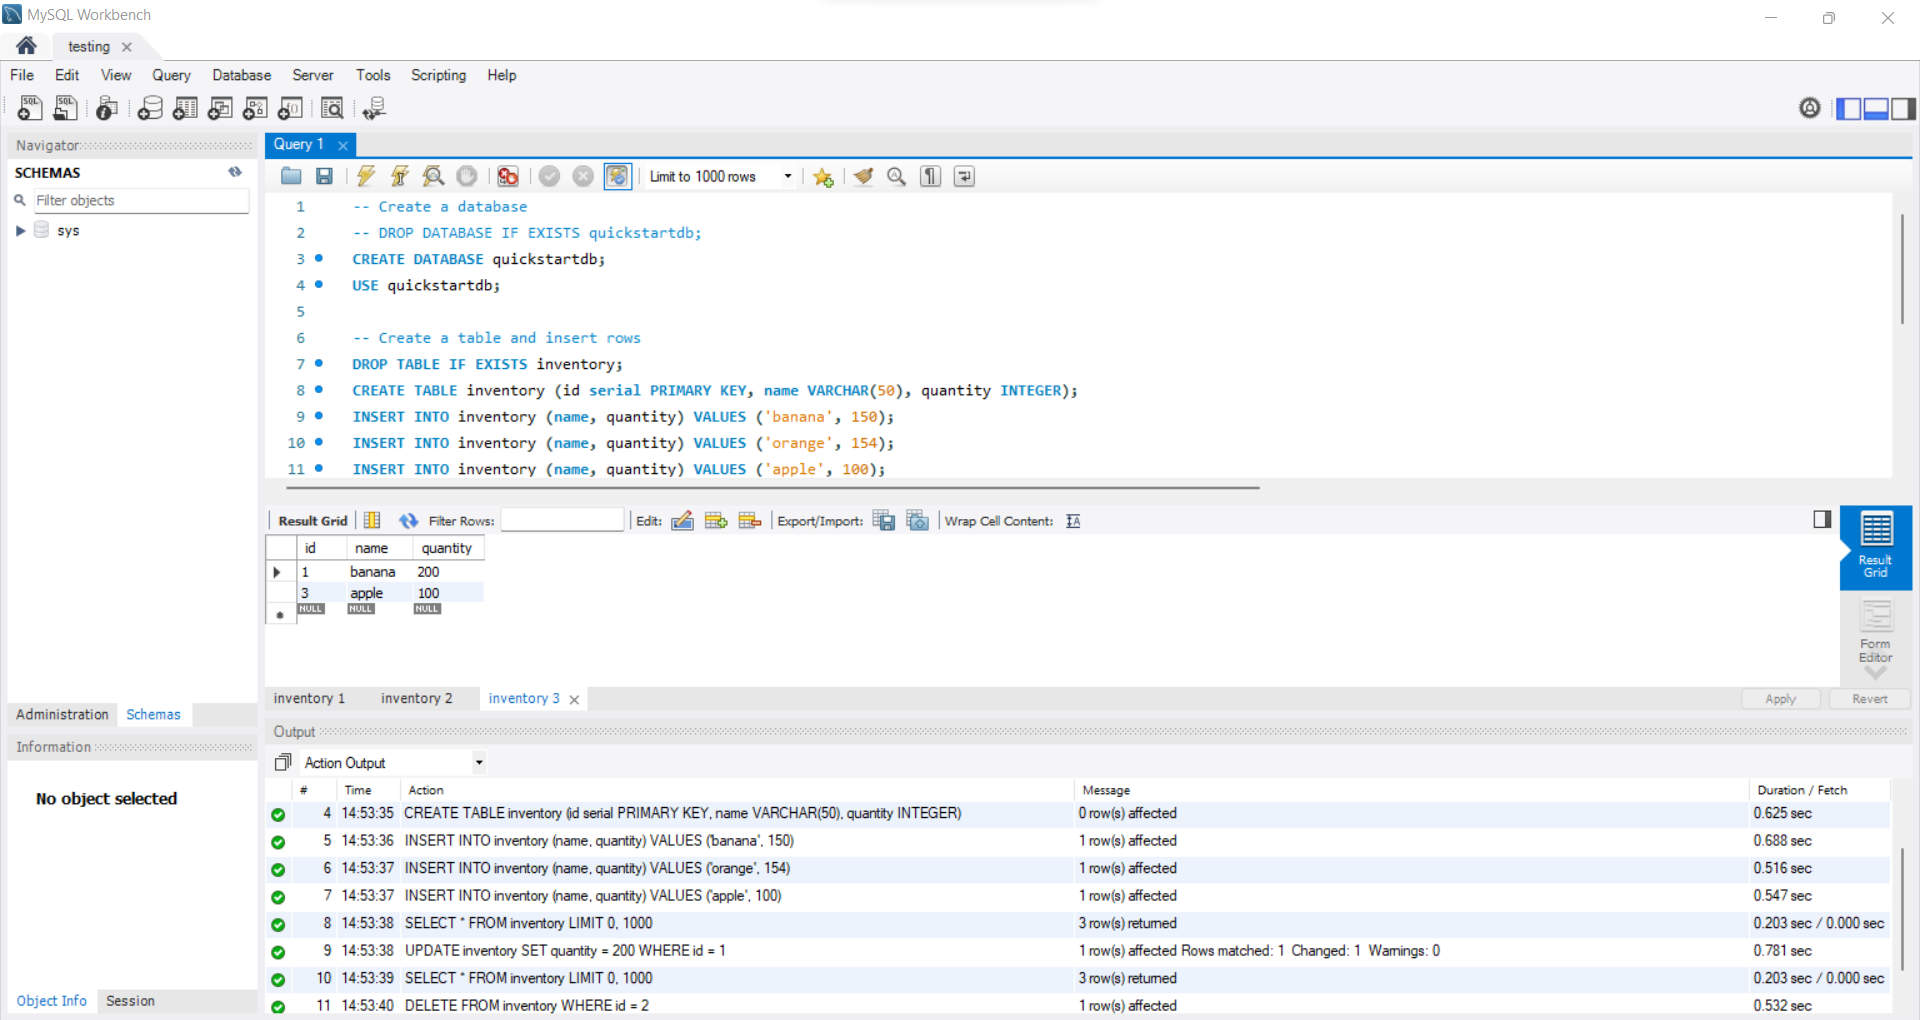 MySQL Workbench
testing
File Edit View Query Database Server Tools Scripting Help
Navigator
SCHEMAS
Filter objects
sys
Administration Schemas
Information
No object selected
Object Info Session
Query 1
Limit to 1000 rows
1 -- Create a database
2 -- DROP DATABASE IF EXISTS quickstartdb;
3 CREATE DATABASE quickstartdb;
4 USE quickstartdb;
5
6 -- Create a table and insert rows
7 DROP TABLE IF EXISTS inventory;
8 CREATE TABLE inventory (id serial PRIMARY KEY, name VARCHAR(50), quantity INTEGER);
9 INSERT INTO inventory (name, quantity) VALUES ('banana', 150);
10 INSERT INTO inventory (name, quantity) VALUES ('orange', 154);
11 INSERT INTO inventory (name, quantity) VALUES ('apple', 100);
Result Grid Filter Rows: Edit: Export/Import: Wrap Cell Content:
id name quantity
1 banana 200
3 apple 100
NULL NULL NULL
Result
Grid
Form
Editor
inventory 1 inventory 2 inventory 3 Apply Revert
Output
Action Output
# Time Action Message Duration / Fetch
4 14:53:35 CREATE TABLE inventory (id serial PRIMARY KEY, name VARCHAR(50), quantity INTEGER) 0 row(s) affected 0.625 sec
5 14:53:36 INSERT INTO inventory (name, quantity) VALUES ('banana', 150) 1 row(s) affected 0.688 sec
6 14:53:37 INSERT INTO inventory (name, quantity) VALUES ('orange', 154) 1 row(s) affected 0.516 sec
7 14:53:37 INSERT INTO inventory (name, quantity) VALUES ('apple', 100) 1 row(s) affected 0.547 sec
8 14:53:38 SELECT * FROM inventory LIMIT 0, 1000 3 row(s) returned 0.203 sec / 0.000 sec
9 14:53:38 UPDATE inventory SET quantity = 200 WHERE id = 1 1 row(s) affected Rows matched: 1 Changed: 1 Warnings: 0 0.781 sec
10 14:53:39 SELECT * FROM inventory LIMIT 0, 1000 3 row(s) returned 0.203 sec / 0.000 sec
11 14:53:40 DELETE FROM inventory WHERE id = 2 1 row(s) affected 0.532 sec